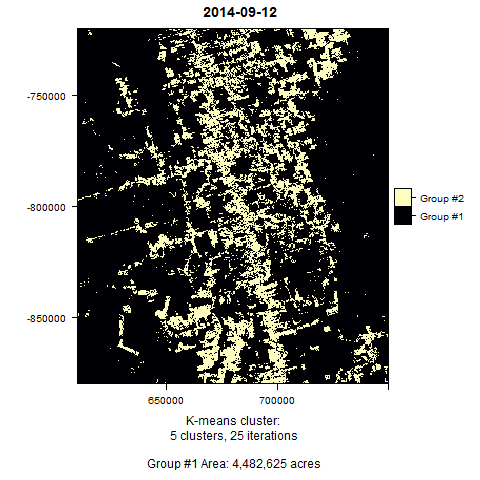 2014-09-12
-750000
-800000
-850000
650000
700000
Group #2
Group #1
K-means cluster:
5 clusters, 25 iterations
Group #1 Area: 4,482,625 acres